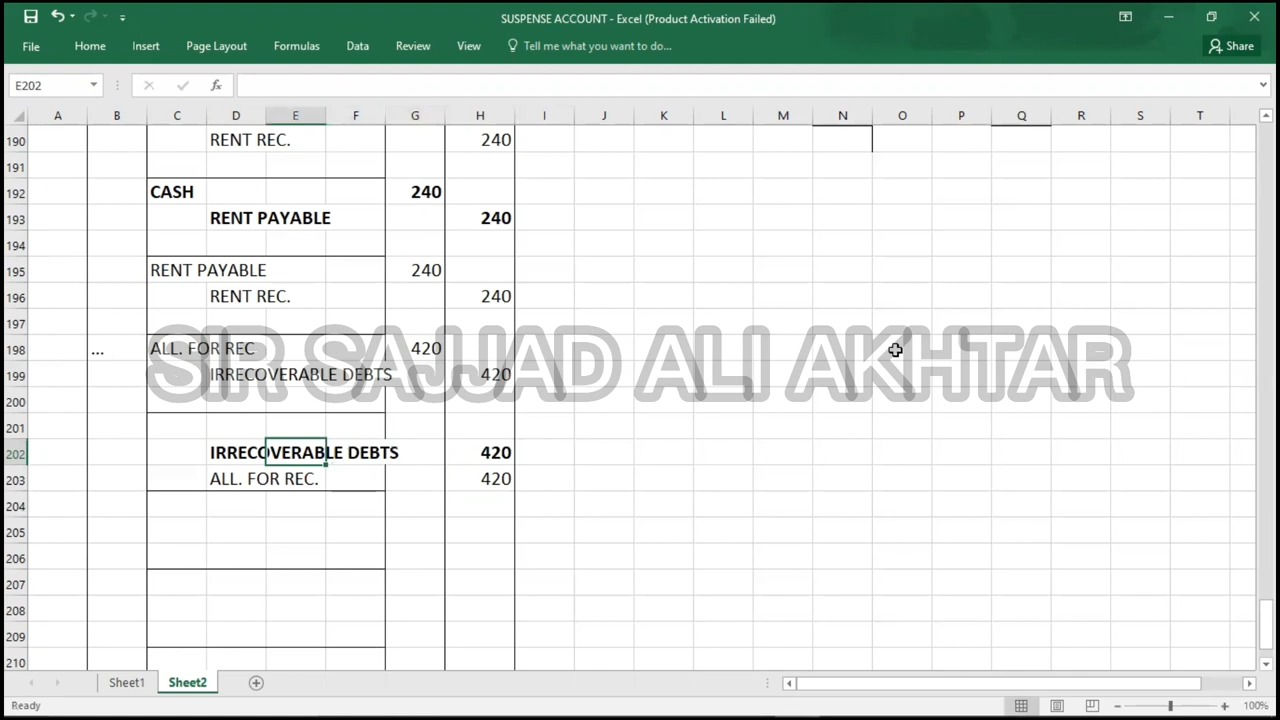 SUSPENSE ACCOUNT - Excel (Product Activation Failed)
File Home Insert Page Layout Formulas Data Review View Tell me what you want to do... Share
E202 fx
A B C D E F G H I J K L M N O P Q R S T
190 RENT REC. 240
191
192 CASH 240
193 RENT PAYABLE 240
194
195 RENT PAYABLE 240
196 RENT REC. 240
197
198 ... ALL. FOR REC 420
SIR SAJJAD ALI AKHTAR
199 IRRECOVERABLE DEBTS 420
200
201
202 IRRECOVERABLE DEBTS 420
203 ALL. FOR REC. 420
204
205
206
207
208
209
210
Sheet1 Sheet2
Ready 100%